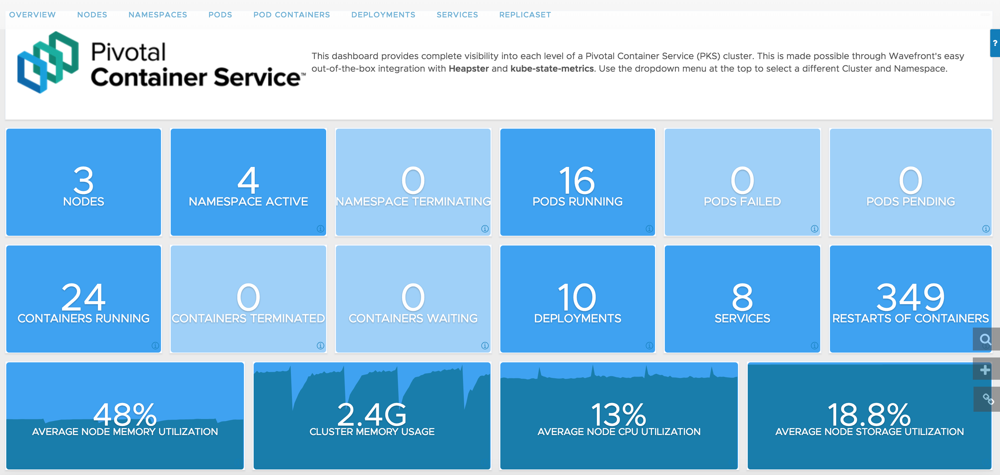 OVERVIEW NODES NAMESPACES PODS POD CONTAINERS DEPLOYMENTS SERVICES REPLICASET
?
Pivotal
Container Service™
This dashboard provides complete visibility into each level of a Pivotal Container Service (PKS) cluster. This is made possible through Wavefront's easy
out-of-the-box integration with Heapster and kube-state-metrics. Use the dropdown menu at the top to select a different Cluster and Namespace.
3
NODES
4
NAMESPACE ACTIVE
0
NAMESPACE TERMINATING
16
PODS RUNNING
0
PODS FAILED
0
PODS PENDING
24
CONTAINERS RUNNING
0
CONTAINERS TERMINATED
0
CONTAINERS WAITING
10
DEPLOYMENTS
8
SERVICES
349
RESTARTS OF CONTAINERS
48%
AVERAGE NODE MEMORY UTILIZATION
2.4G
CLUSTER MEMORY USAGE
13%
AVERAGE NODE CPU UTILIZATION
18.8%
AVERAGE NODE STORAGE UTILIZATION